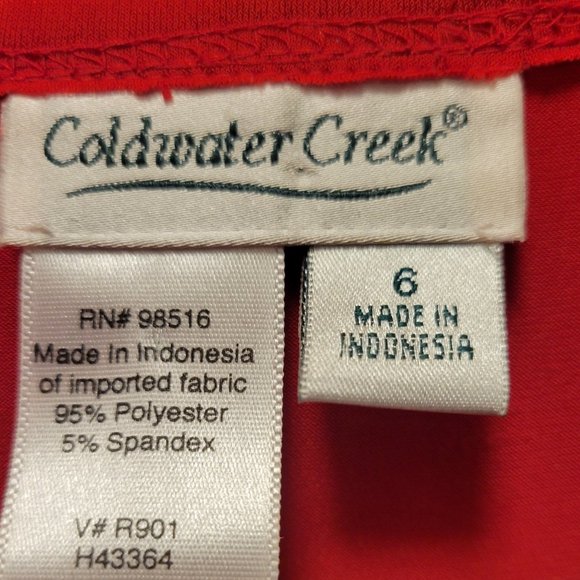 Coldwater Creek®
RN# 98516
Made In Indonesia
of imported fabric
95% Polyester
5% Spandex
V# R901
H43364
6
MADE IN
INDONESIA